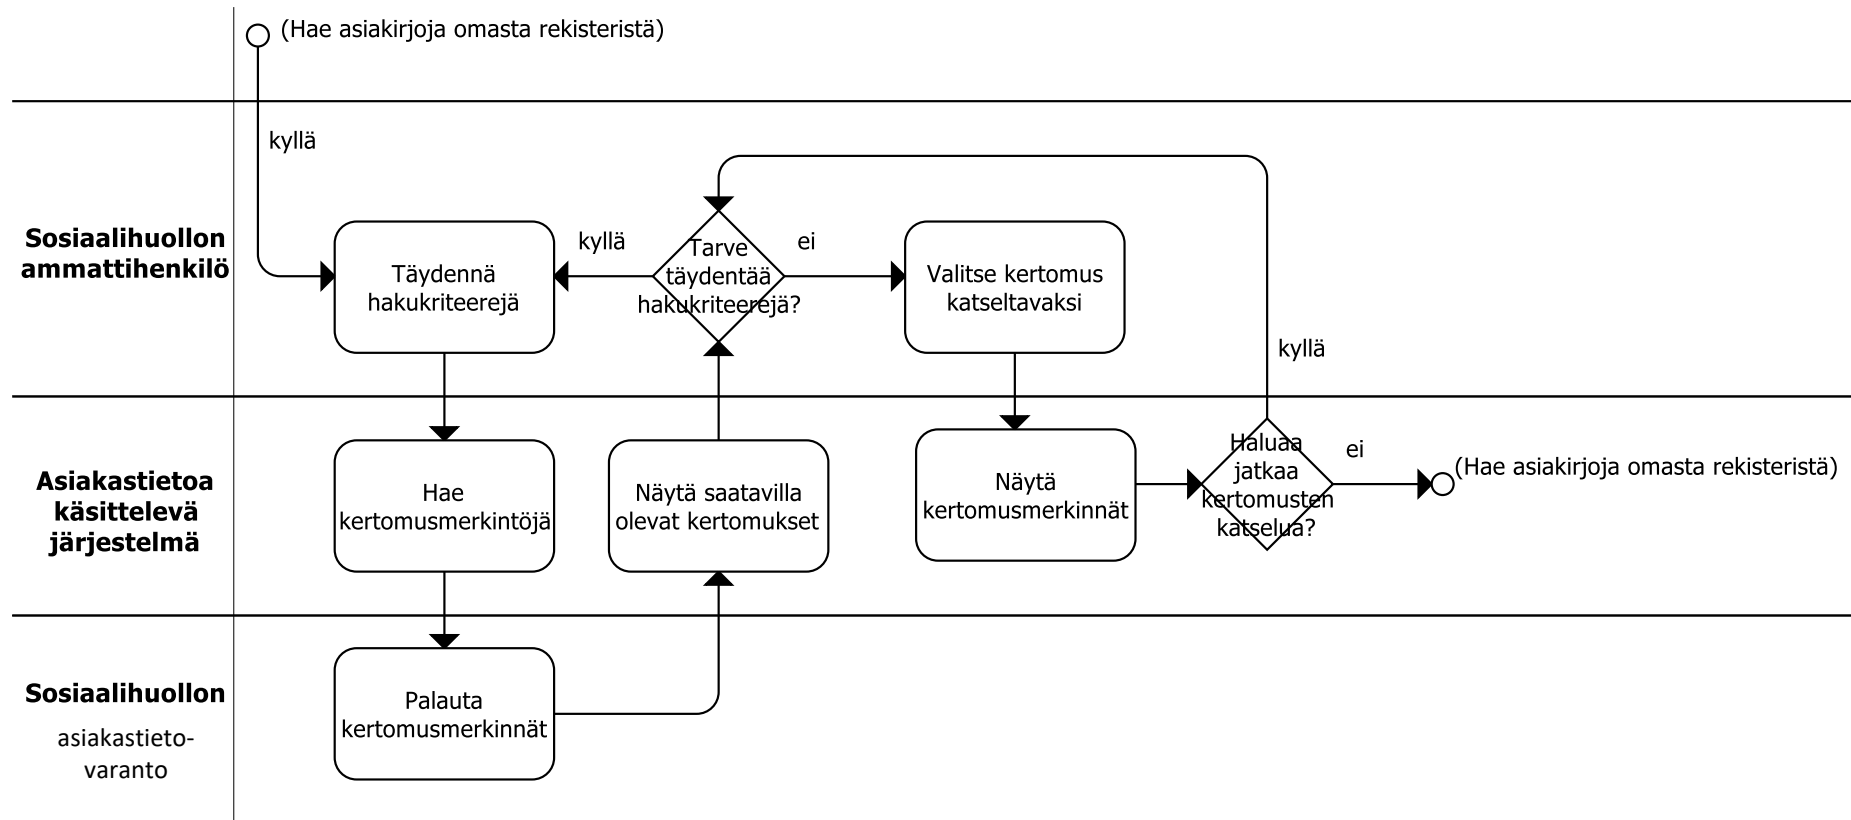 (Hae asiakirjoja omasta rekisteristä)
kyllä
Sosiaalihuollon
ammattihenkilö
Täydennä
hakukriteerejä
kyllä
Tarve
täydentää
hakukriteerejä?
ei
Valitse kertomus
katseltavaksi
kyllä
Asiakastietoa
käsittelevä
järjestelmä
Hae
kertomusmerkintöjä
Näytä saatavilla
olevat kertomukset
Näytä
kertomusmerkinnät
Haluaa
jatkaa
kertomusten
katselua?
ei
(Hae asiakirjoja omasta rekisteristä)
Sosiaalihuollon
asiakastieto-
varanto
Palauta
kertomusmerkinnät